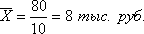 X̅ = 80/10 = 8 тыс. руб.